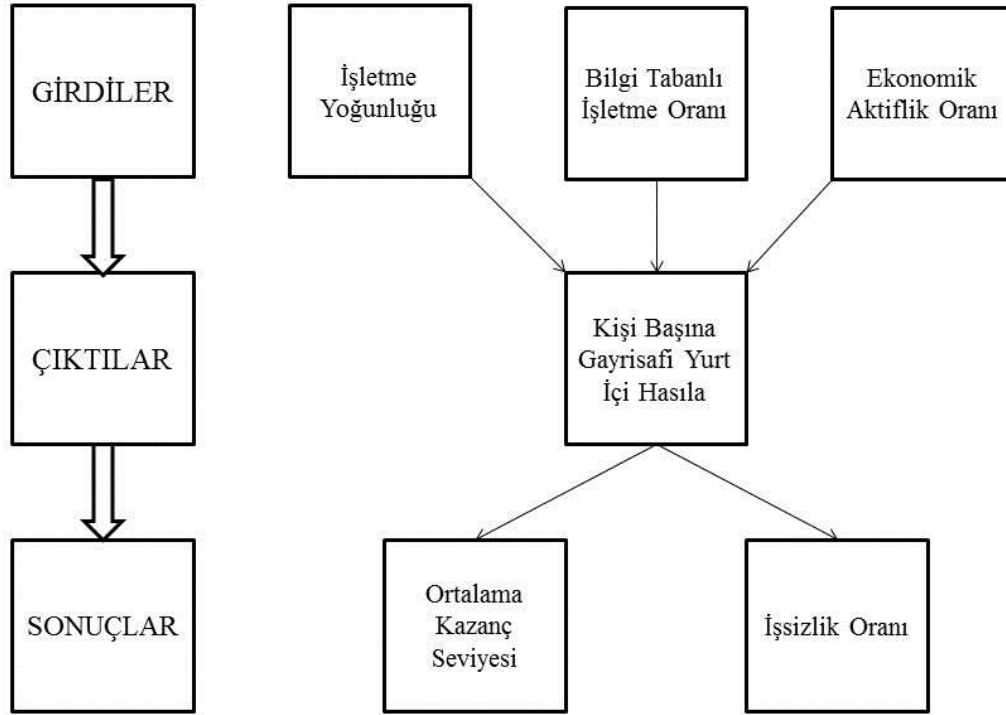 GİRDİLER
İşletme
Yoğunluğu
Bilgi Tabanlı
İşletme Oranı
Ekonomik
Aktiflik Oranı
ÇIKTILAR
Kişi Başına
Gayrisafi Yurt
İçi Hasıla
SONUÇLAR
Ortalama
Kazanç
Seviyesi
İşsizlik Oranı